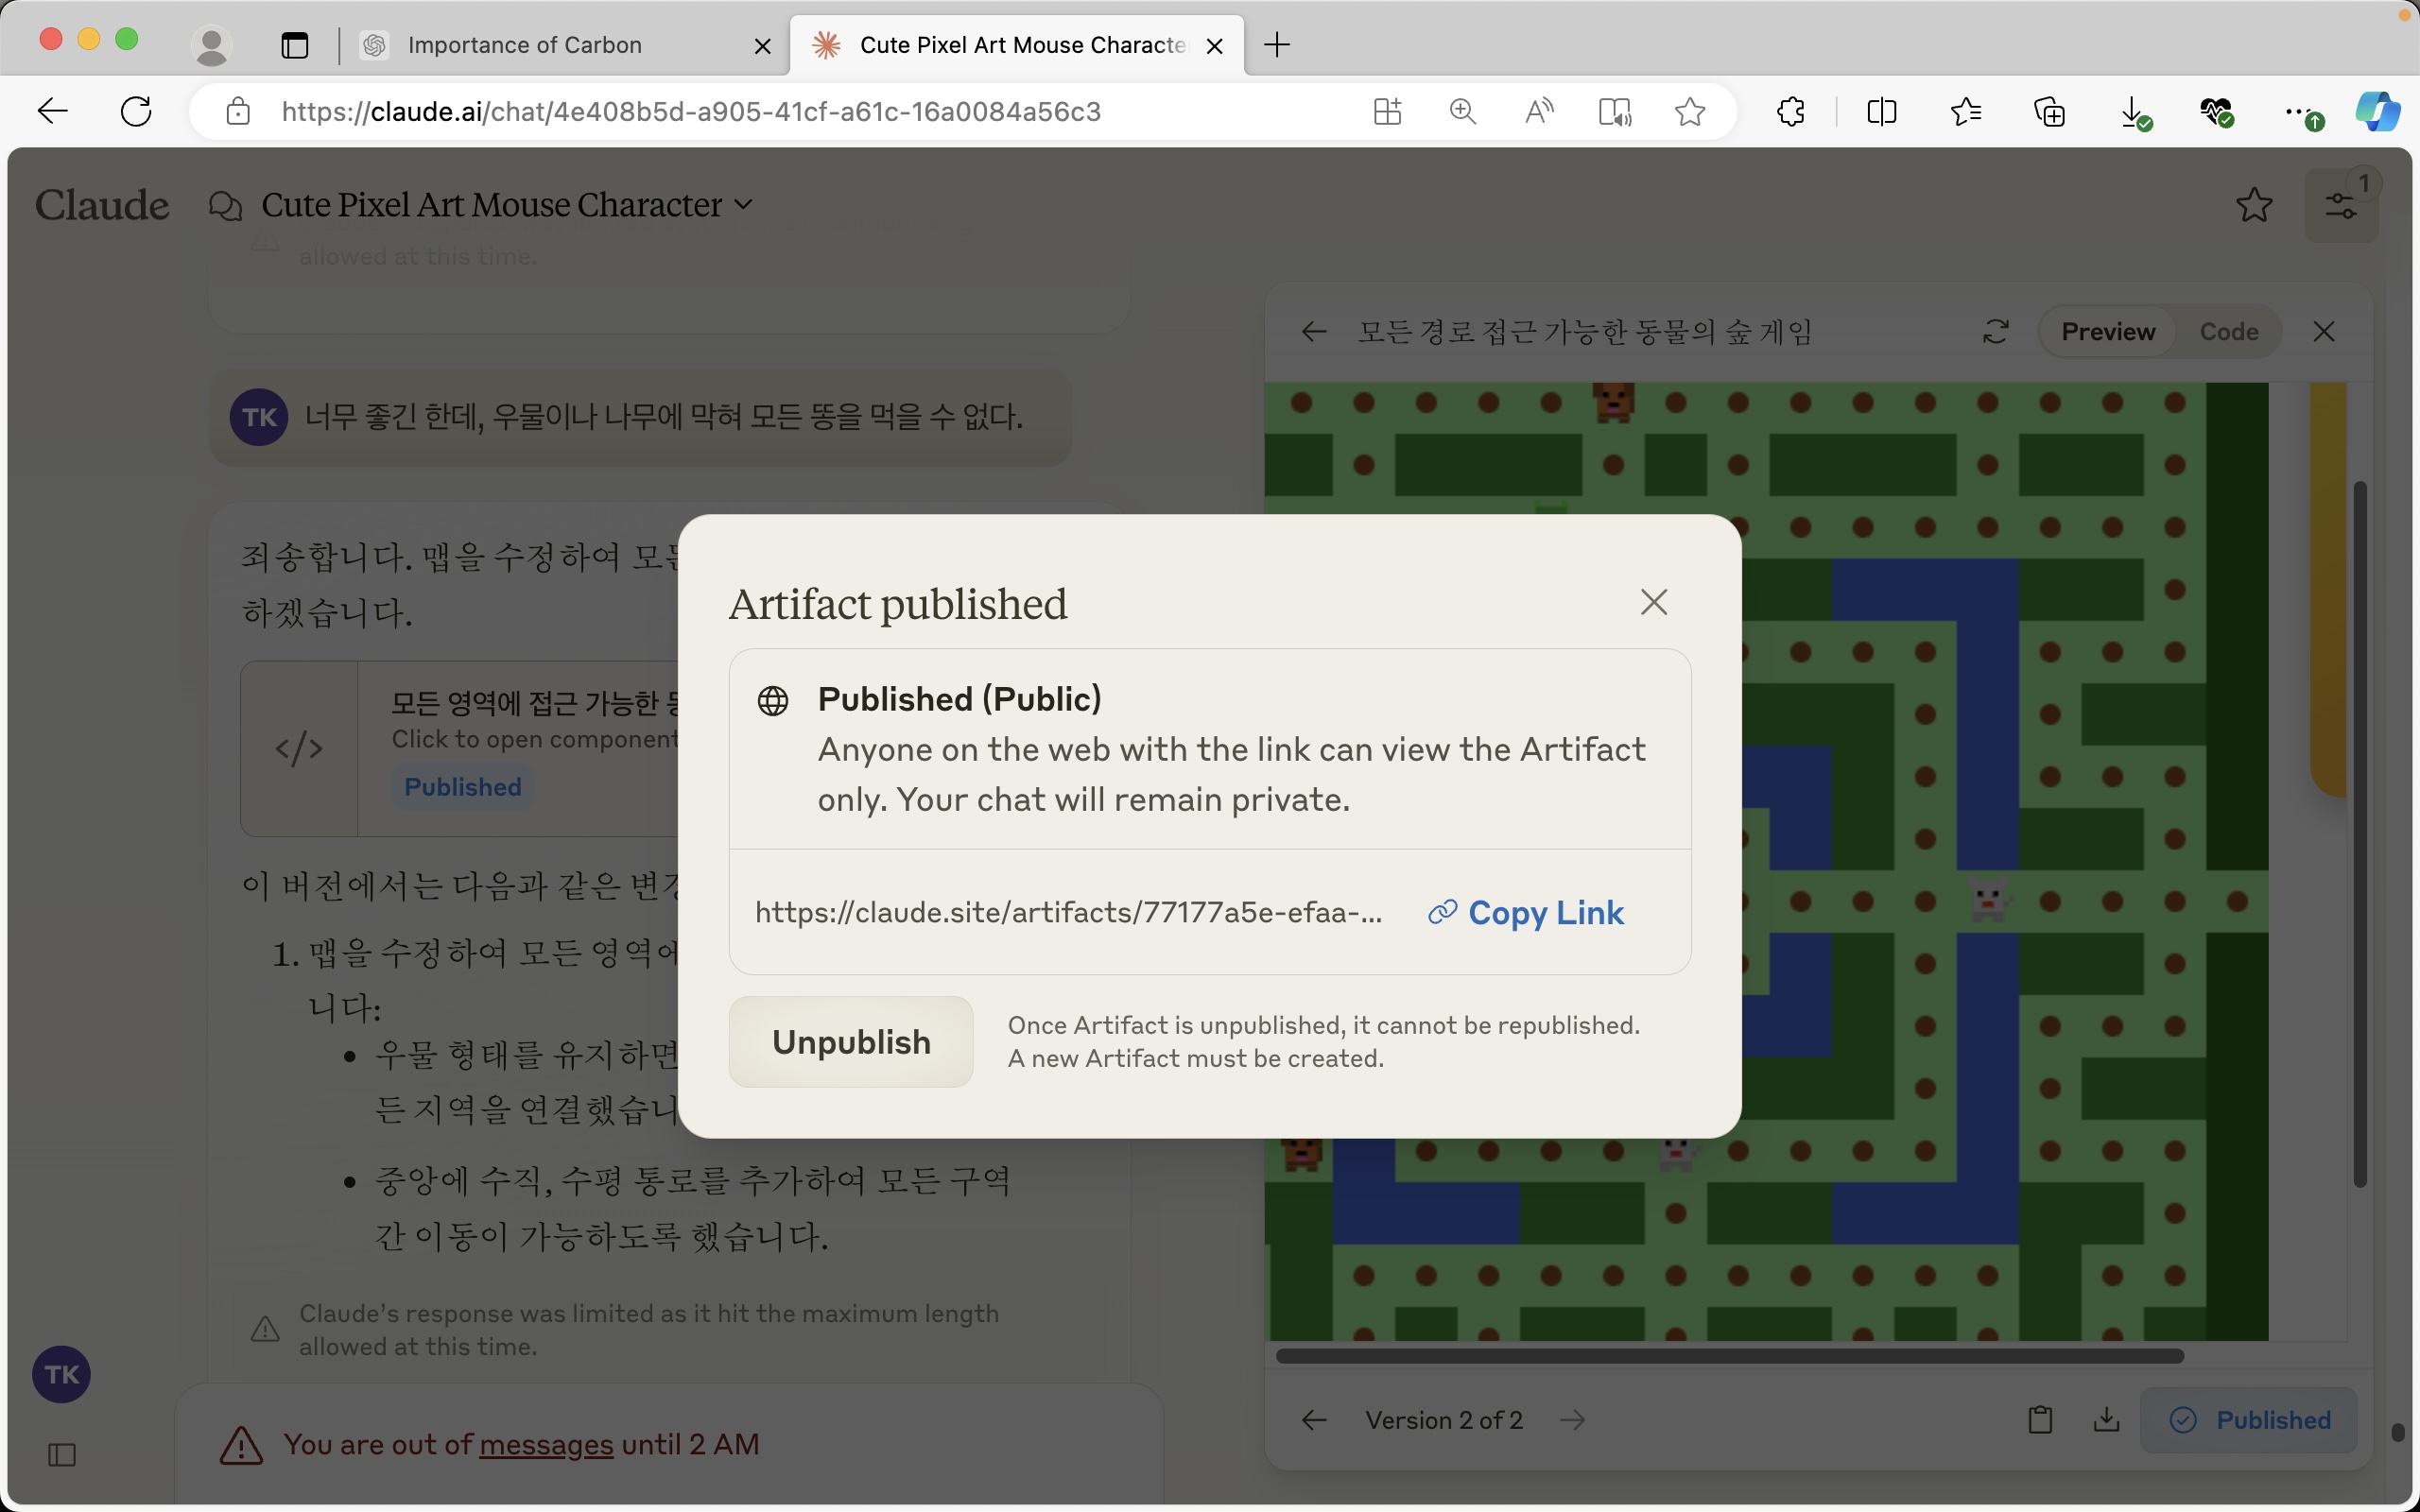 Importance of Carbon
Cute Pixel Art Mouse Characte
https://claude.ai/chat/4e408b5d-a905-41cf-a61c-16a0084a56c3
Claude
Cute Pixel Art Mouse Character
1
allowed at this time.
TK
너무 좋긴 한데, 우물이나 나무에 막혀 모든 똥을 먹을 수 없다.
죄송합니다. 맵을 수정하여 모든
하겠습니다.
모든 영역에 접근 가능한
Click to open component
Published
이 버전에서는 다음과 같은
1. 맵을 수정하여 모든 영역에
니다:
• 우물 형태를 유지하면
든 지역을 연결했습니
• 중앙에 수직, 수평 통로를 추가하여 모든 구역
간 이동이 가능하도록 했습니다.
Claude's response was limited as it hit the maximum length
allowed at this time.
TK
You are out of messages until 2 AM
모든 경로 접근 가능한 동물의 숲 게임
Preview
Code
Artifact published
Published (Public)
Anyone on the web with the link can view the Artifact
only. Your chat will remain private.
https://claude.site/artifacts/77177a5e-efaa-...
Copy Link
Unpublish
Once Artifact is unpublished, it cannot be republished.
A new Artifact must be created.
Version 2 of 2
Published